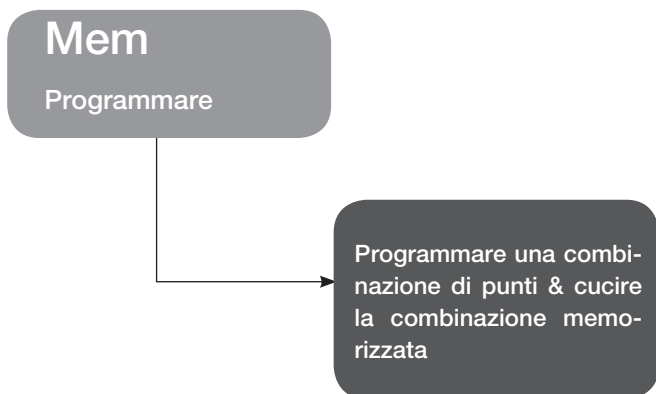 Mem
Programmare
Programmare una combi-
nazione di punti & cucire
la combinazione memo-
rizzata